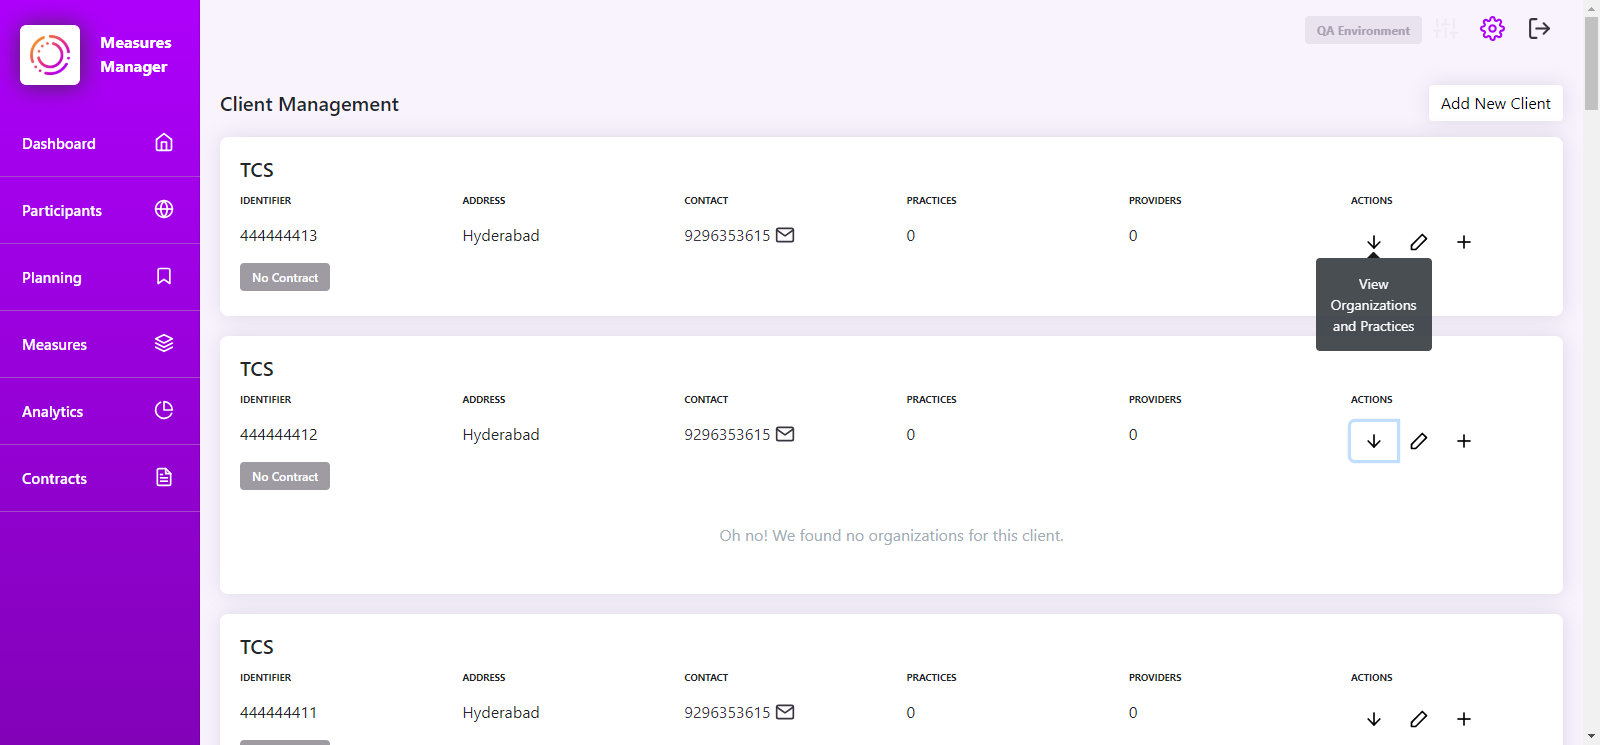 Measures
Manager
QA Environment
Dashboard
Participants
Planning
Measures
Analytics
Contracts
Client Management
Add New Client
TCS
IDENTIFIER ADDRESS CONTACT PRACTICES PROVIDERS ACTIONS
444444413 Hyderabad 9296353615 0 0
No Contract
View
Organizations
and Practices
TCS
IDENTIFIER ADDRESS CONTACT PRACTICES PROVIDERS ACTIONS
444444412 Hyderabad 9296353615 0 0
No Contract
Oh no! We found no organizations for this client.
TCS
IDENTIFIER ADDRESS CONTACT PRACTICES PROVIDERS ACTIONS
444444411 Hyderabad 9296353615 0 0